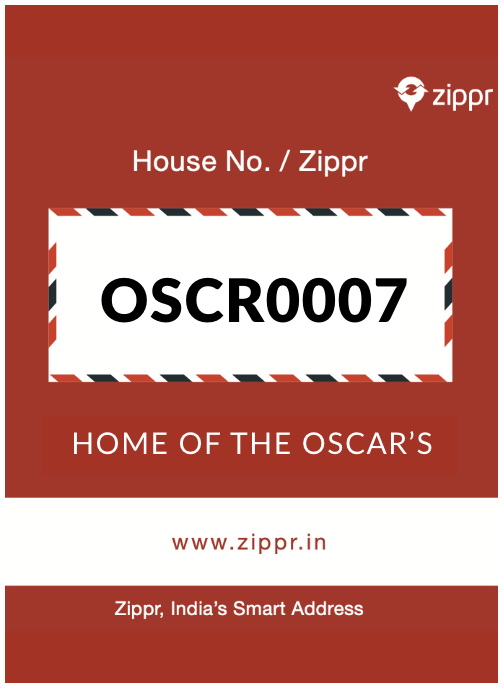 zippr
House No. / Zippr
OSCR0007
HOME OF THE OSCAR’S
www.zippr.in
Zippr, India’s Smart Address